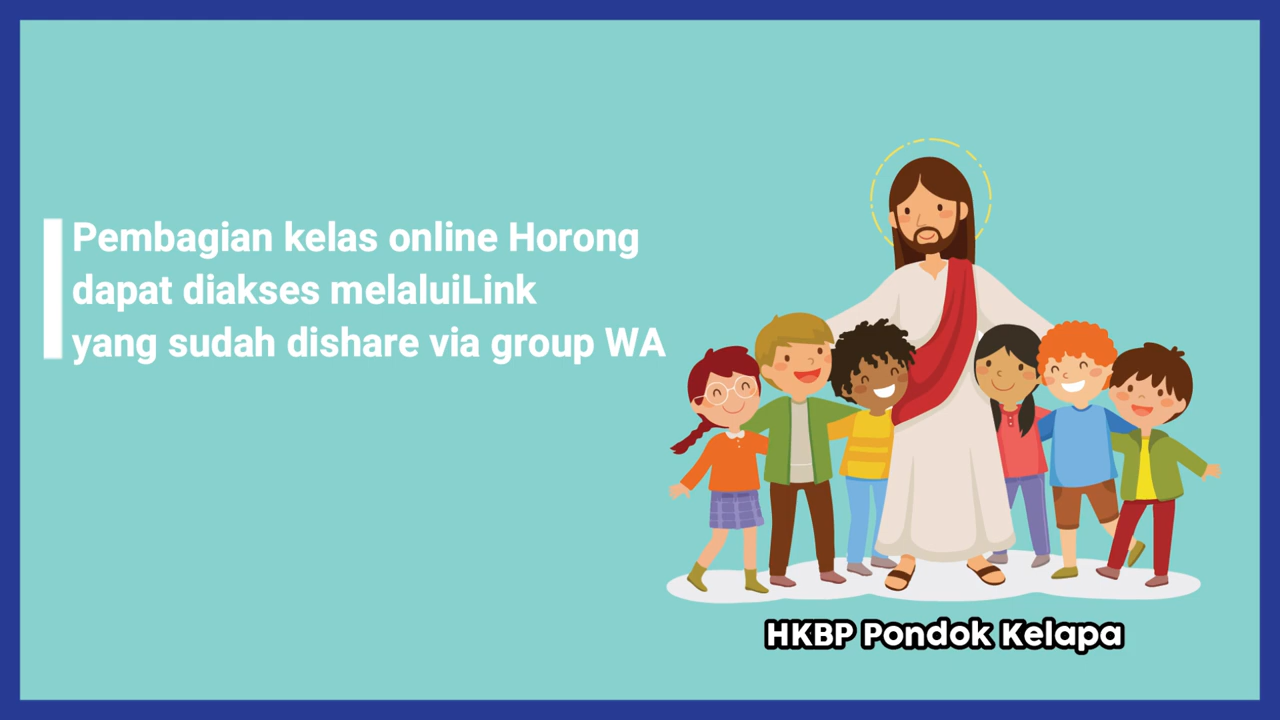 Pembagian kelas online Horong
dapat diakses melaluiLink
yang sudah dishare via group WA
HKBP Pondok Kelapa